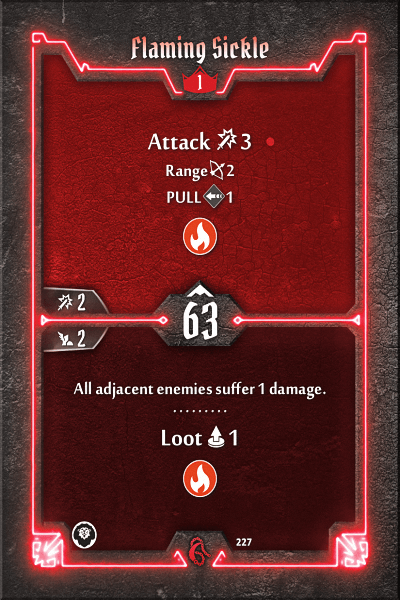 Flaming Sickle
1
Attack 3
Range 2
PULL 1
2
63
2
All adjacent enemies suffer 1 damage.
Loot 1
227